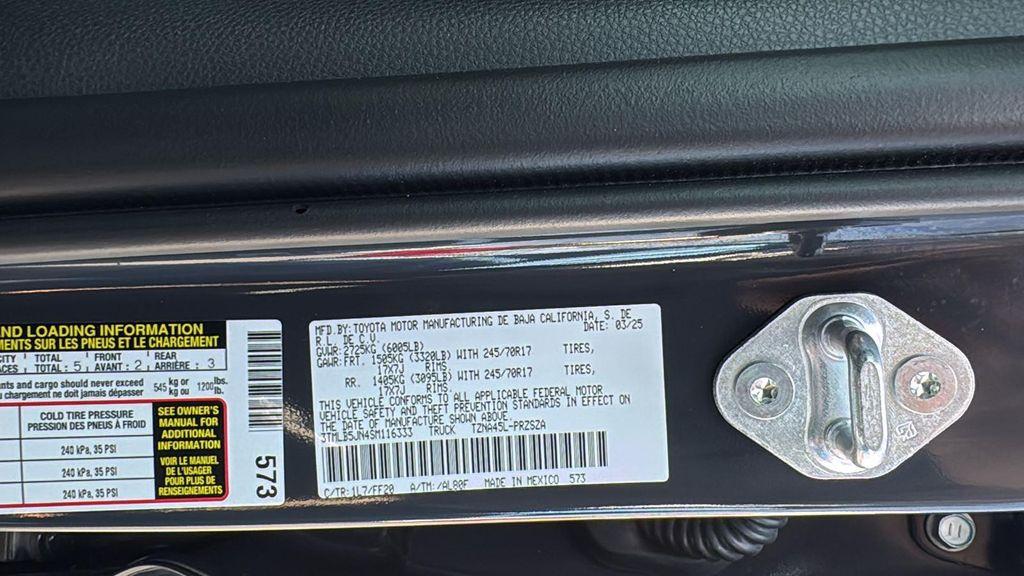 ND LOADING INFORMATION
MENTS SUR LES PNEUS ET LE CHARGEMENT
CITY TOTAL FRONT REAR
ACES TOTAL : 5 AVANT : 2 ARRIÈRE : 3
nts and cargo should never exceed 545 kg or 1200 lbs.
u chargement ne doit jamais dépasser kg ou lb.
COLD TIRE PRESSURE
PRESSION DES PNEUS À FROID
240 kPa, 35 PSI
240 kPa, 35 PSI
240 kPa, 35 PSI
SEE OWNER'S
MANUAL FOR
ADDITIONAL
INFORMATION
VOIR LE MANUEL
DE L'USAGER
POUR PLUS DE
RENSEIGNEMENTS
573
MFD.BY:TOYOTA MOTOR MANUFACTURING DE BAJA CALIFORNIA, S. DE
R.L. DE C.V. DATE: 03/25
GVWR:2725KG (6005LB)
GAWR:FRT. 1505KG (3320LB) WITH 245/70R17 TIRES,
17X7J RIMS
RR. 1405KG (3095LB) WITH 245/70R17 TIRES,
17X7J RIMS
THIS VEHICLE CONFORMS TO ALL APPLICABLE FEDERAL MOTOR
VEHICLE SAFETY AND THEFT PREVENTION STANDARDS IN EFFECT ON
THE DATE OF MANUFACTURE SHOWN ABOVE.
3TMLB5JN4SM116333 TRUCK TZNA45L-PRZSZA
C/TR:1L7/FF20 A/TM:/AL80F MADE IN MEXICO 573